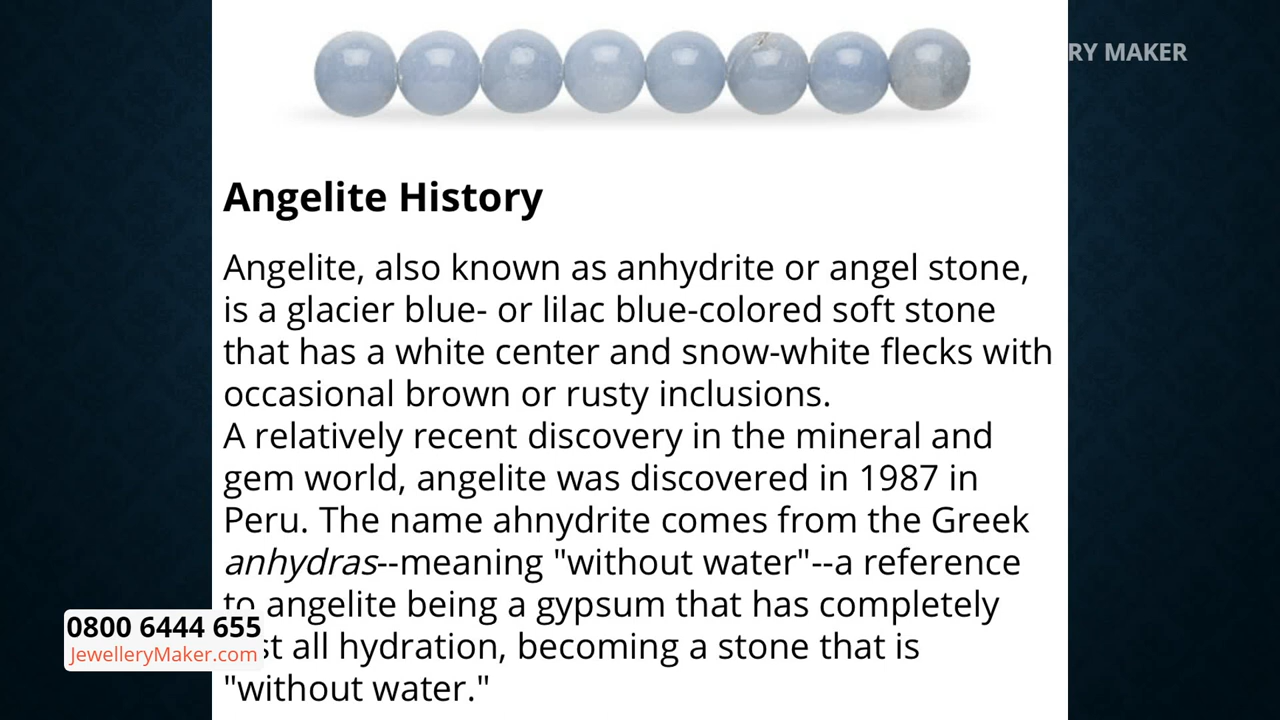 RY MAKER
Angelite History
Angelite, also known as anhydrite or angel stone,
is a glacier blue- or lilac blue-colored soft stone
that has a white center and snow-white flecks with
occasional brown or rusty inclusions.
A relatively recent discovery in the mineral and
gem world, angelite was discovered in 1987 in
Peru. The name ahnydrite comes from the Greek
anhydras--meaning "without water"--a reference
to angelite being a gypsum that has completely
st all hydration, becoming a stone that is
"without water."
0800 6444 655
JewelleryMaker.com